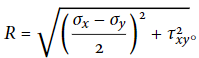 R = √((σx − σy)/2)² + τ²xy°